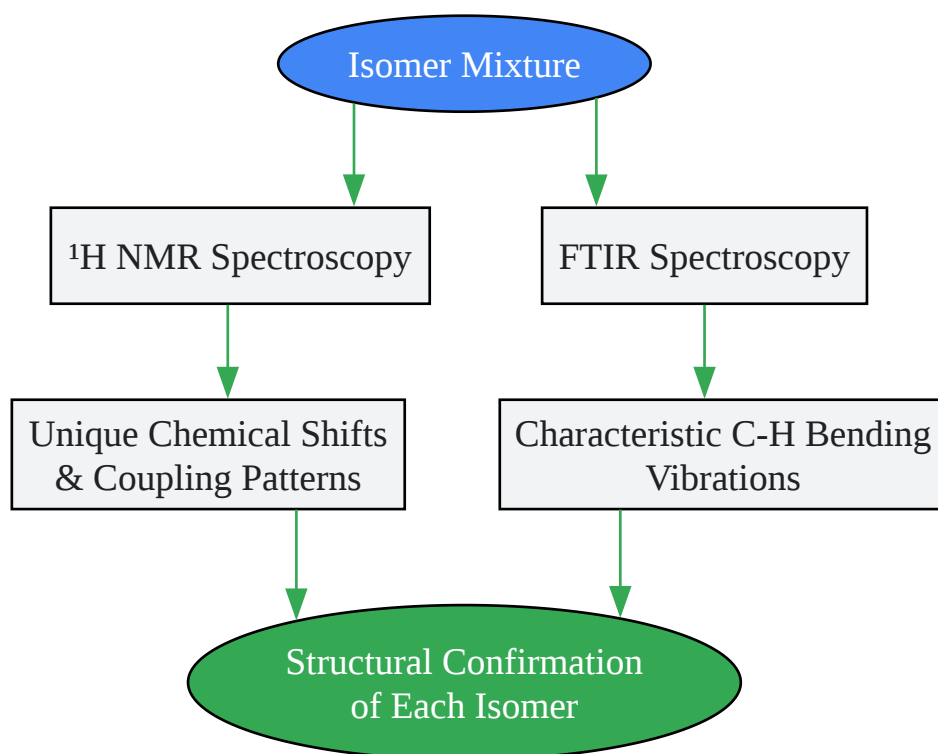 Isomer Mixture
¹H NMR Spectroscopy
FTIR Spectroscopy
Unique Chemical Shifts
& Coupling Patterns
Characteristic C-H Bending
Vibrations
Structural Confirmation
of Each Isomer